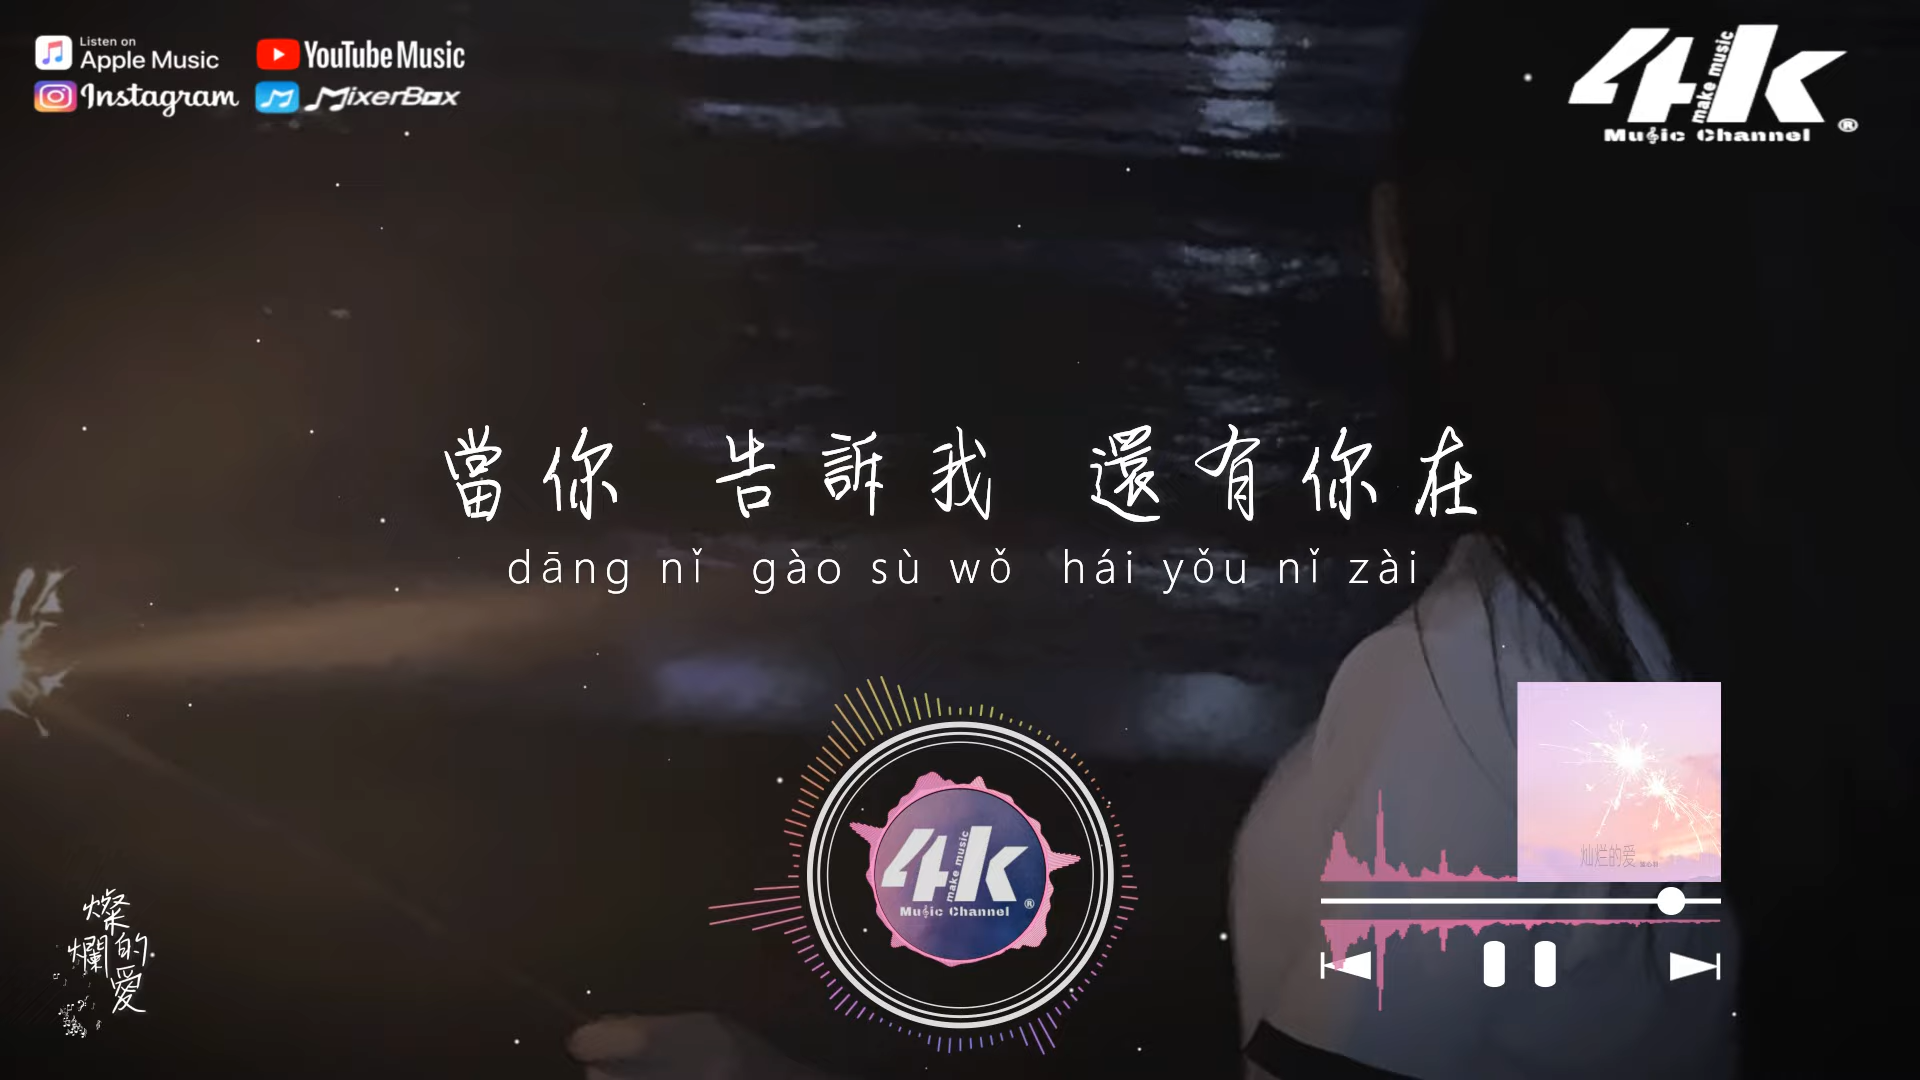 Listen on
Apple Music
YouTube Music
Instagram
MixerBox
4k
make music
Music Channel
®
當你 告訴我 還有你在
dāng nǐ gào sù wǒ hái yǒu nǐ zài
4k
make music
Music Channel
®
灿烂的爱
燦爛的愛